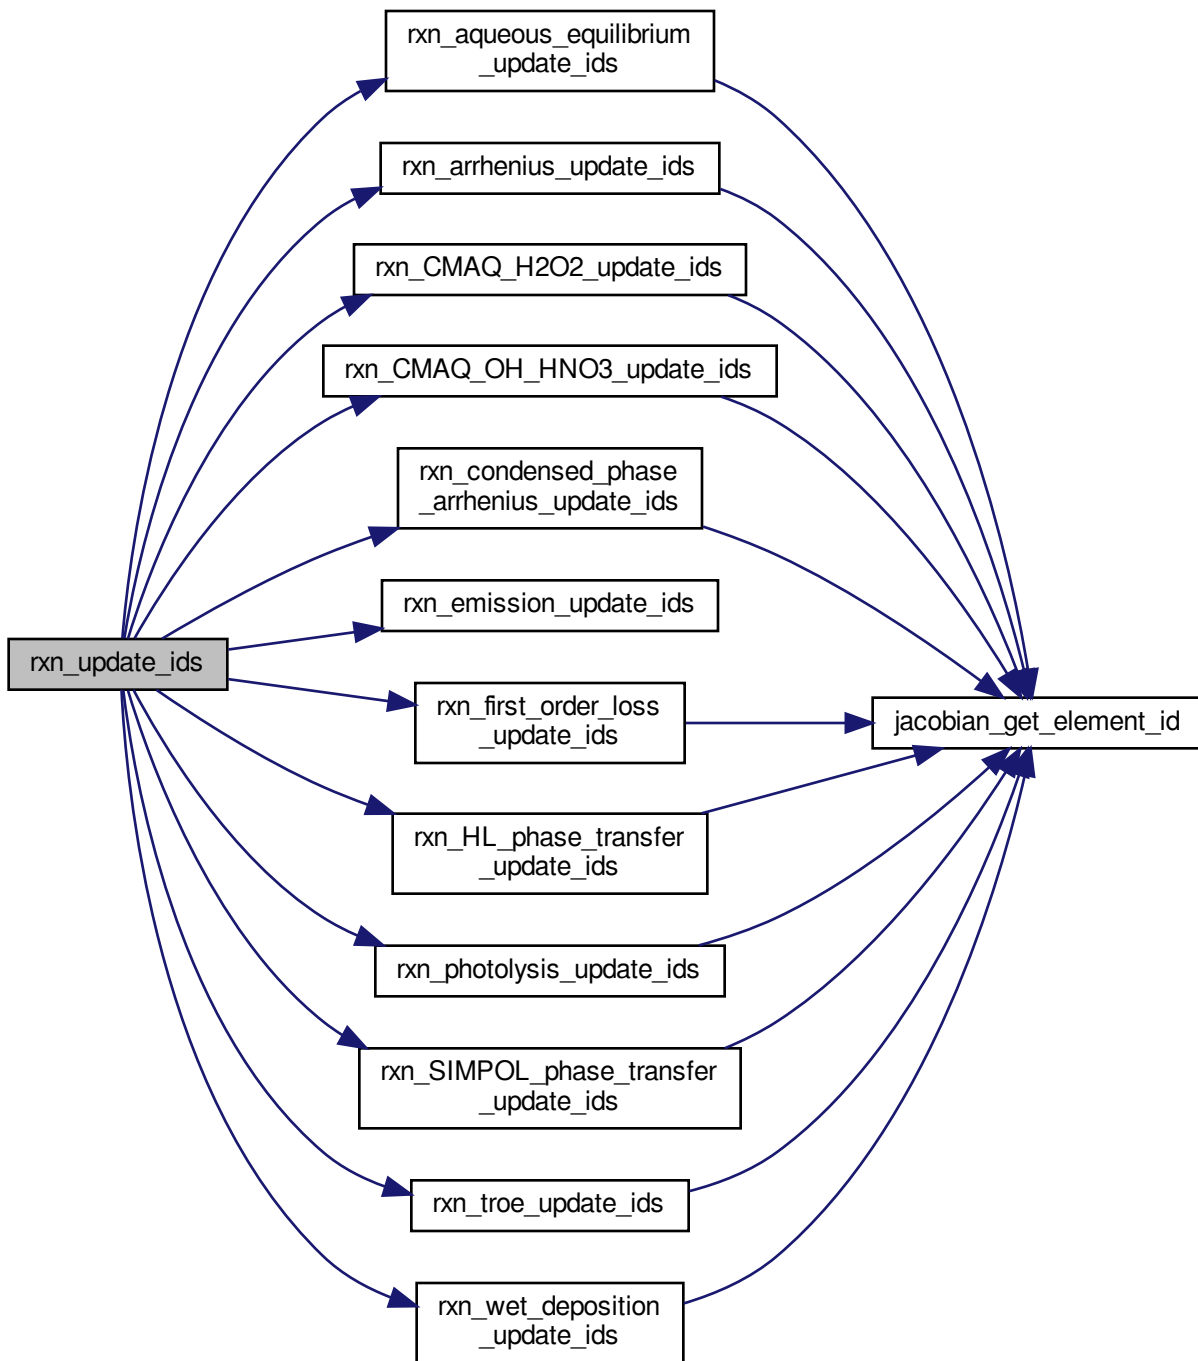 rxn_aqueous_equilibrium
_update_ids
rxn_arrhenius_update_ids
rxn_CMAQ_H2O2_update_ids
rxn_CMAQ_OH_HNO3_update_ids
rxn_condensed_phase
_arrhenius_update_ids
rxn_emission_update_ids
rxn_update_ids
rxn_first_order_loss
_update_ids
jacobian_get_element_id
rxn_HL_phase_transfer
_update_ids
rxn_photolysis_update_ids
rxn_SIMPOL_phase_transfer
_update_ids
rxn_troe_update_ids
rxn_wet_deposition
_update_ids